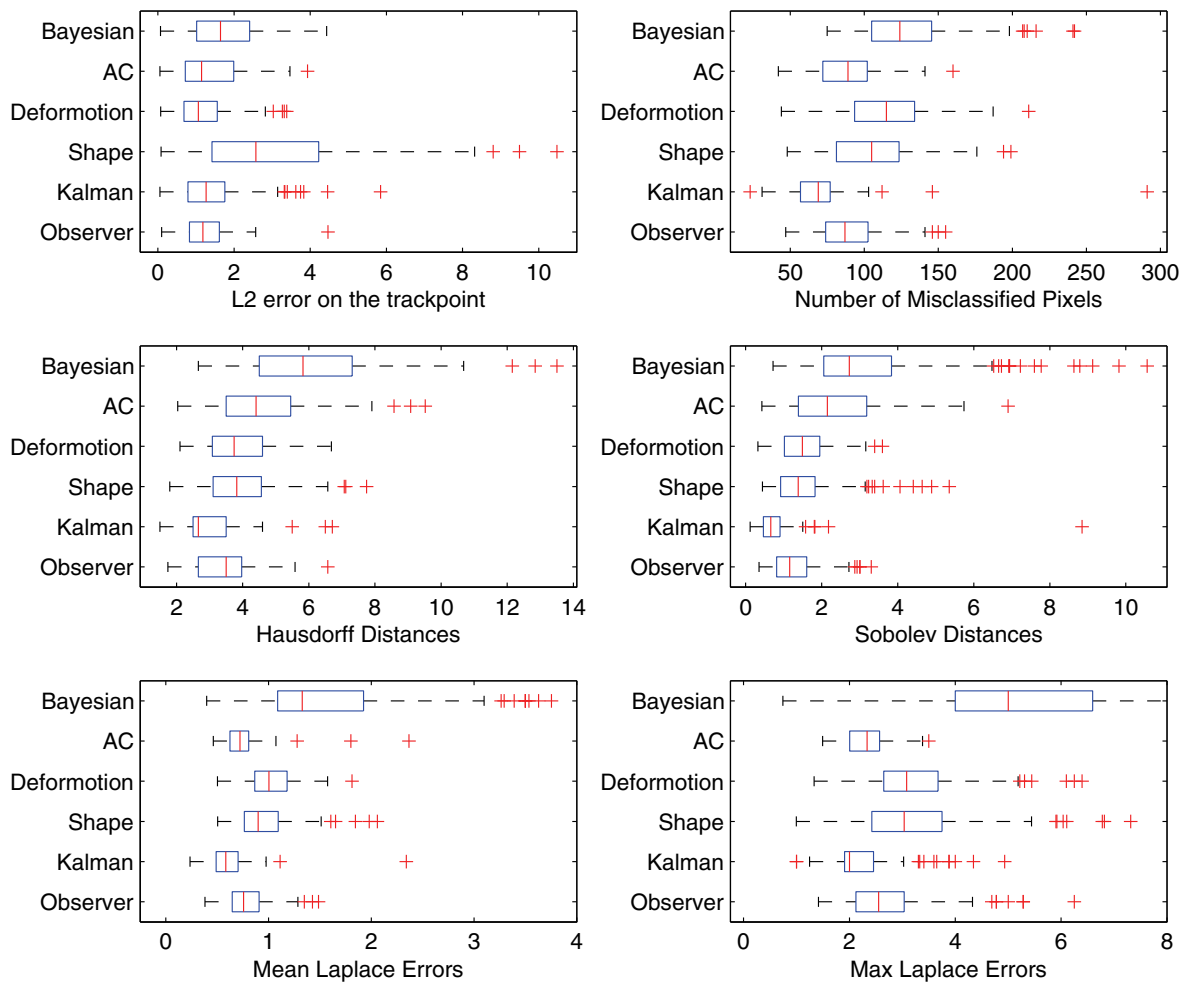 Bayesian
AC
Deformotion
Shape
Kalman
Observer
0 2 4 6 8 10
L2 error on the trackpoint
Bayesian
AC
Deformotion
Shape
Kalman
Observer
50 100 150 200 250 300
Number of Misclassified Pixels
Bayesian
AC
Deformotion
Shape
Kalman
Observer
2 4 6 8 10 12 14
Hausdorff Distances
Bayesian
AC
Deformotion
Shape
Kalman
Observer
0 2 4 6 8 10
Sobolev Distances
Bayesian
AC
Deformotion
Shape
Kalman
Observer
0 1 2 3 4
Mean Laplace Errors
Bayesian
AC
Deformotion
Shape
Kalman
Observer
0 2 4 6 8
Max Laplace Errors